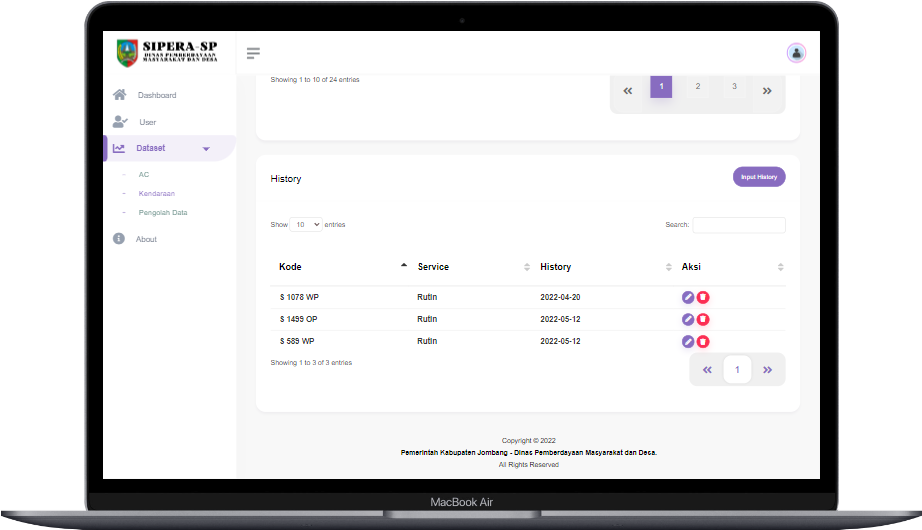 SIPERA-SP
DINAS PEMBERDAYAAN
MASYARAKAT DAN DESA
Dashboard
User
Dataset
- AC
- Kendaraan
- Pengolah Data
About
Showing 1 to 10 of 24 entries
« 1 2 3 »
History
Input History
Show 10 entries
Search:
Kode Service History Aksi
S 1078 WP Rutin 2022-04-20
S 1499 OP Rutin 2022-05-12
S 589 WP Rutin 2022-05-12
Showing 1 to 3 of 3 entries
« 1 »
Copyright © 2022
Pemerintah Kabupaten Jombang - Dinas Pemberdayaan Masyarakat dan Desa.
All Rights Reserved
MacBook Air